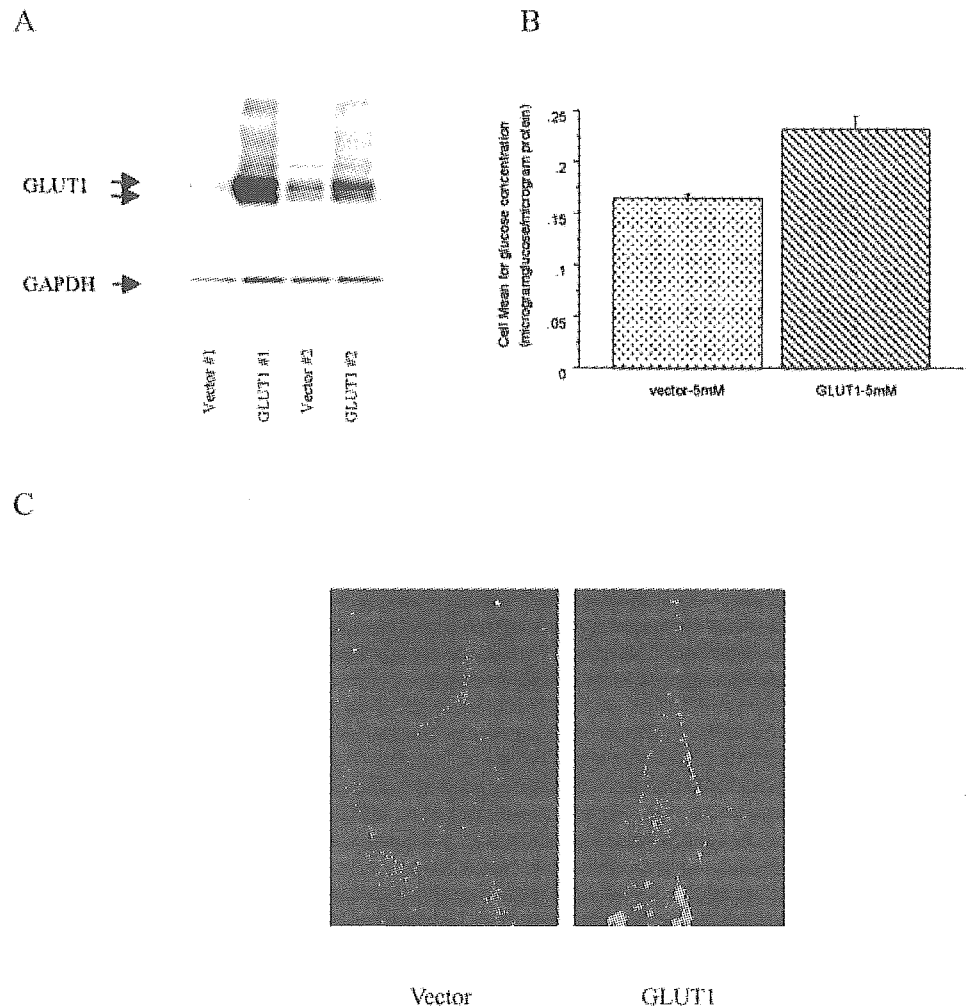 A
GLUT1
GAPDH
Vector #1
GLUT1 #1
Vector #2
GLUT1 #2
B
Cell Mean for glucose concentration
(microgramglucose/microgram protein)
.25
.2
.15
.1
.05
0
vector-5mM
GLUT1-5mM
C
Vector
GLUT1